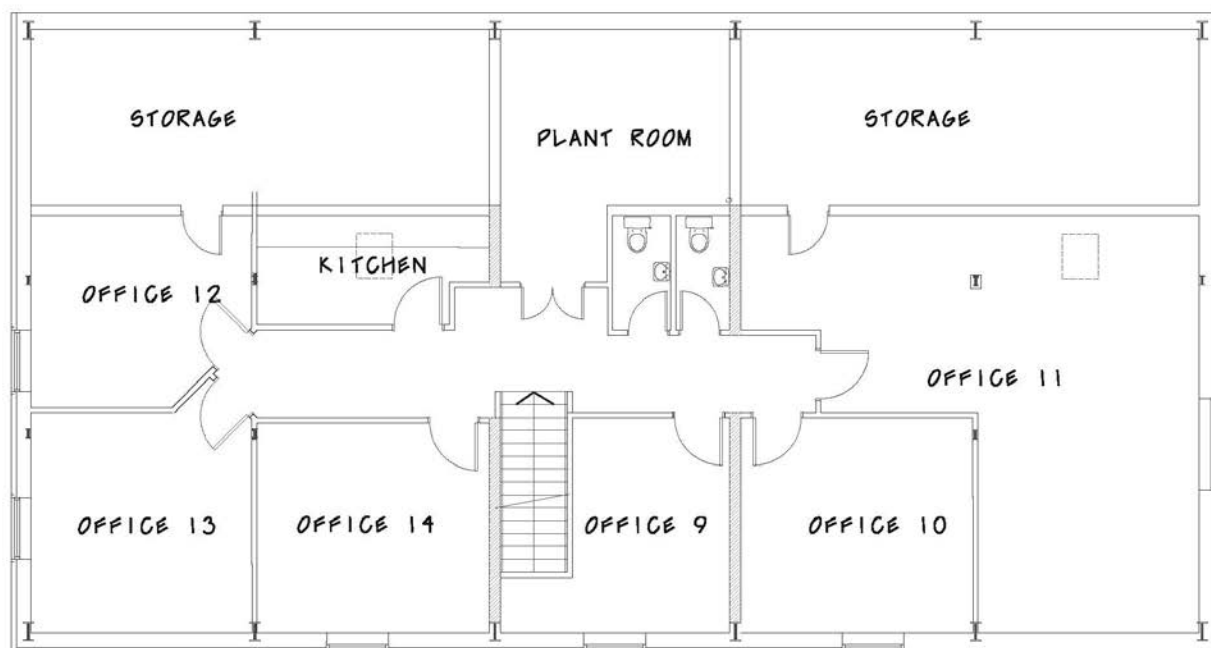 STORAGE
PLANT ROOM
STORAGE
KITCHEN
OFFICE 12
OFFICE 11
OFFICE 13
OFFICE 14
OFFICE 9
OFFICE 10